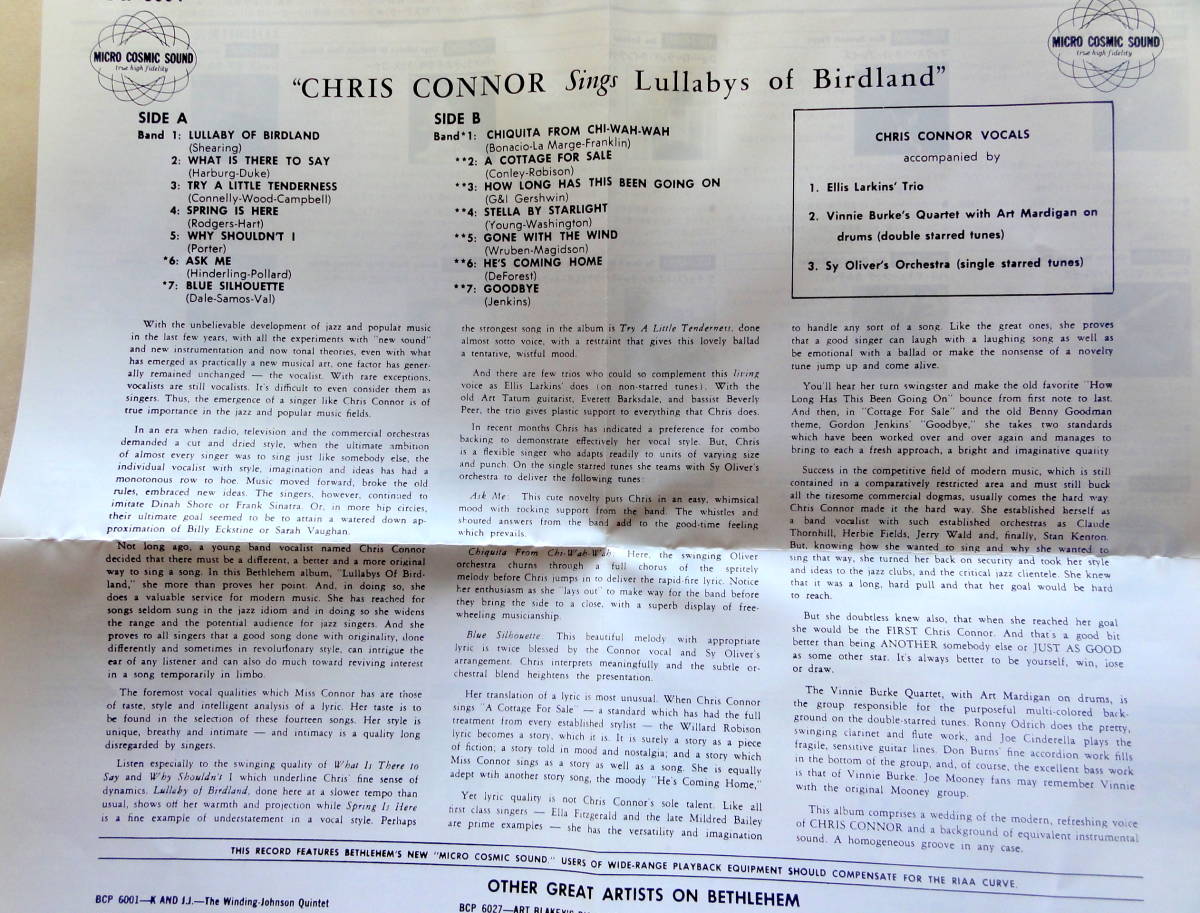 MICRO COSMIC SOUND
true high fidelity
MICRO COSMIC SOUND
true high fidelity
"CHRIS CONNOR Sings Lullabys of Birdland"
SIDE A
Band 1: LULLABY OF BIRDLAND
(Shearing)
2: WHAT IS THERE TO SAY
(Harburg-Duke)
3: TRY A LITTLE TENDERNESS
(Connelly-Wood-Campbell)
4: SPRING IS HERE
(Rodgers-Hart)
5: WHY SHOULDN'T I
(Porter)
*6: ASK ME
(Hinderling-Pollard)
*7: BLUE SILHOUETTE
(Dale-Samos-Val)
SIDE B
Band*1: CHIQUITA FROM CHI-WAH-WAH
(Bonacio-La Marge-Franklin)
**2: A COTTAGE FOR SALE
(Conley-Robison)
**3: HOW LONG HAS THIS BEEN GOING ON
(G&I Gershwin)
**4: STELLA BY STARLIGHT
(Young-Washington)
**5: GONE WITH THE WIND
(Wruben-Magidson)
**6: HE'S COMING HOME
(DeForest)
**7: GOODBYE
(Jenkins)
CHRIS CONNOR VOCALS
accompanied by
1. Ellis Larkins' Trio
2. Vinnie Burke's Quartet with Art Mardigan on
drums (double starred tunes)
3. Sy Oliver's Orchestra (single starred tunes)
With the unbelievable development of jazz and popular music
in the last few years, with all the experiments with "new sound"
and new instrumentation and now tonal theories, even with what
has emerged as practically a new musical art, one factor has gener-
ally remained unchanged — the vocalist. With rare exceptions,
vocalists are still vocalists. It's difficult to even consider them as
singers. Thus, the emergence of a singer like Chris Connor is of
true importance in the jazz and popular music fields.
In an era when radio, television and the commercial orchestras
demanded a cut and dried style, when the ultimate ambition
of almost every singer was to sing just like somebody else, the
individual vocalist with style, imagination and ideas has had a
monotonous row to hoe. Music moved forward, broke the old
rules, embraced new ideas. The singers, however, continued to
imitate Dinah Shore or Frank Sinatra. Or, in more hip circles,
their ultimate goal seemed to be to attain a watered down ap-
proximation of Billy Eckstine or Sarah Vaughan.
Not long ago, a young band vocalist named Chris Connor
decided that there must be a different, a better and a more original
way to sing a song. In this Bethlehem album, "Lullabys Of Bird-
land," she more than proves her point. And, in doing so, she
does a valuable service for modern music. She has reached for
songs seldom sung in the jazz idiom and in doing so she widens
the range and the potential audience for jazz singers. And she
proves to all singers that a good song done with originality, done
differently and sometimes in revolutionary style, can intrigue the
ear of any listener and can also do much toward reviving interest
in a song temporarily in limbo.
The foremost vocal qualities which Miss Connor has are those
of taste, style and intelligent analysis of a lyric. Her taste is to
be found in the selection of these fourteen songs. Her style is
unique, breathy and intimate — and intimacy is a quality long
disregarded by singers.
Listen especially to the swinging quality of What Is There to
Say and Why Shouldn't I which underline Chris' fine sense of
dynamics. Lullaby of Birdland, done here at a slower tempo than
usual, shows off her warmth and projection while Spring Is Here
is a fine example of understatement in a vocal style. Perhaps
the strongest song in the album is Try A Little Tenderness, done
almost sotto voice, with a restraint that gives this lovely ballad
a tentative, wistful mood.
And there are few trios who could so complement this living
voice as Ellis Larkins' does (on non-starred tunes). With the
old Art Tatum guitarist, Everett Barksdale, and bassist Beverly
Peer, the trio gives plastic support to everything that Chris does.
In recent months Chris has indicated a preference for combo
backing to demonstrate effectively her vocal style. But, Chris
is a flexible singer who adapts readily to units of varying size
and punch. On the single starred tunes she teams with Sy Oliver's
orchestra to deliver the following tunes:
Ask Me: This cute novelty puts Chris in an easy, whimsical
mood with rocking support from the band. The whistles and
shouted answers from the band add to the good-time feeling
which prevails.
Chiquita From Chi-Wah-Wah: Here, the swinging Oliver
orchestra churns through a full chorus of the spritely
melody before Chris jumps in to deliver the rapid-fire lyric. Notice
her enthusiasm as she "lays out" to make way for the band before
they bring the side to a close, with a superb display of free-
wheeling musicianship.
Blue Silhouette: This beautiful melody with appropriate
lyric is twice blessed by the Connor vocal and Sy Oliver's
arrangement. Chris interprets meaningfully and the subtle or-
chestral blend heightens the presentation.
Her translation of a lyric is most unusual. When Chris Connor
sings "A Cottage For Sale" — a standard which has had the full
treatment from every established stylist — the Willard Robison
lyric becomes a story, which it is. It is surely a story as a piece
of fiction; a story told in mood and nostalgia; and a story which
Miss Connor sings as a story as well as a song. She is equally
adept wtih another story song, the moody "He's Coming Home,"
Yet lyric quality is not Chris Connor's sole talent. Like all
first class singers — Ella Fitzgerald and the late Mildred Bailey
are prime examples — she has the versatility and imagination
to handle any sort of a song. Like the great ones, she proves
that a good singer can laugh with a laughing song as well as
be emotional with a ballad or make the nonsense of a novelty
tune jump up and come alive.
You'll hear her turn swingster and make the old favorite "How
Long Has This Been Going On" bounce from first note to last.
And then, in "Cottage For Sale" and the old Benny Goodman
theme, Gordon Jenkins' "Goodbye," she takes two standards
which have been worked over and over again and manages to
bring to each a fresh approach, a bright and imaginative quality
Success in the competitive field of modern music, which is still
contained in a comparatively restricted area and must still buck
all the tiresome commercial dogmas, usually comes the hard way.
Chris Connor made it the hard way. She established herself as
a band vocalist with such established orchestras as Claude
Thornhill, Herbie Fields, Jerry Wald and, finally, Stan Kenton.
But, knowing how she wanted to sing and why she wanted to
sing that way, she turned her back on security and took her style
and ideas to the jazz clubs, and the critical jazz clientele. She knew
that it was a long, hard pull and that her goal would be hard
to reach.
But she doubtless knew also, that when she reached her goal
she would be the FIRST Chris Connor. And that's a good bit
better than being ANOTHER somebody else or JUST AS GOOD
as some other star. It's always better to be yourself, win, lose
or draw.
The Vinnie Burke Quartet, with Art Mardigan on drums, is
the group responsible for the purposeful multi-colored back-
ground on the double-starred tunes. Ronny Odrich does the pretty,
swinging clarinet and flute work, and Joe Cinderella plays the
fragile, sensitive guitar lines. Don Burns' fine accordion work fills
in the bottom of the group, and, of course, the excellent bass work
is that of Vinnie Burke. Joe Mooney fans may remember Vinnie
with the original Mooney group.
This album comprises a wedding of the modern, refreshing voice
of CHRIS CONNOR and a background of equivalent instrumental
sound. A homogeneous groove in any case.
THIS RECORD FEATURES BETHLEHEM'S NEW "MICRO COSMIC SOUND." USERS OF WIDE-RANGE PLAYBACK EQUIPMENT SHOULD COMPENSATE FOR THE RIAA CURVE.
OTHER GREAT ARTISTS ON BETHLEHEM
BCP 6001—K AND J.J.—The Winding-Johnson Quintet
BCP 6027—ART BLAKEY'S